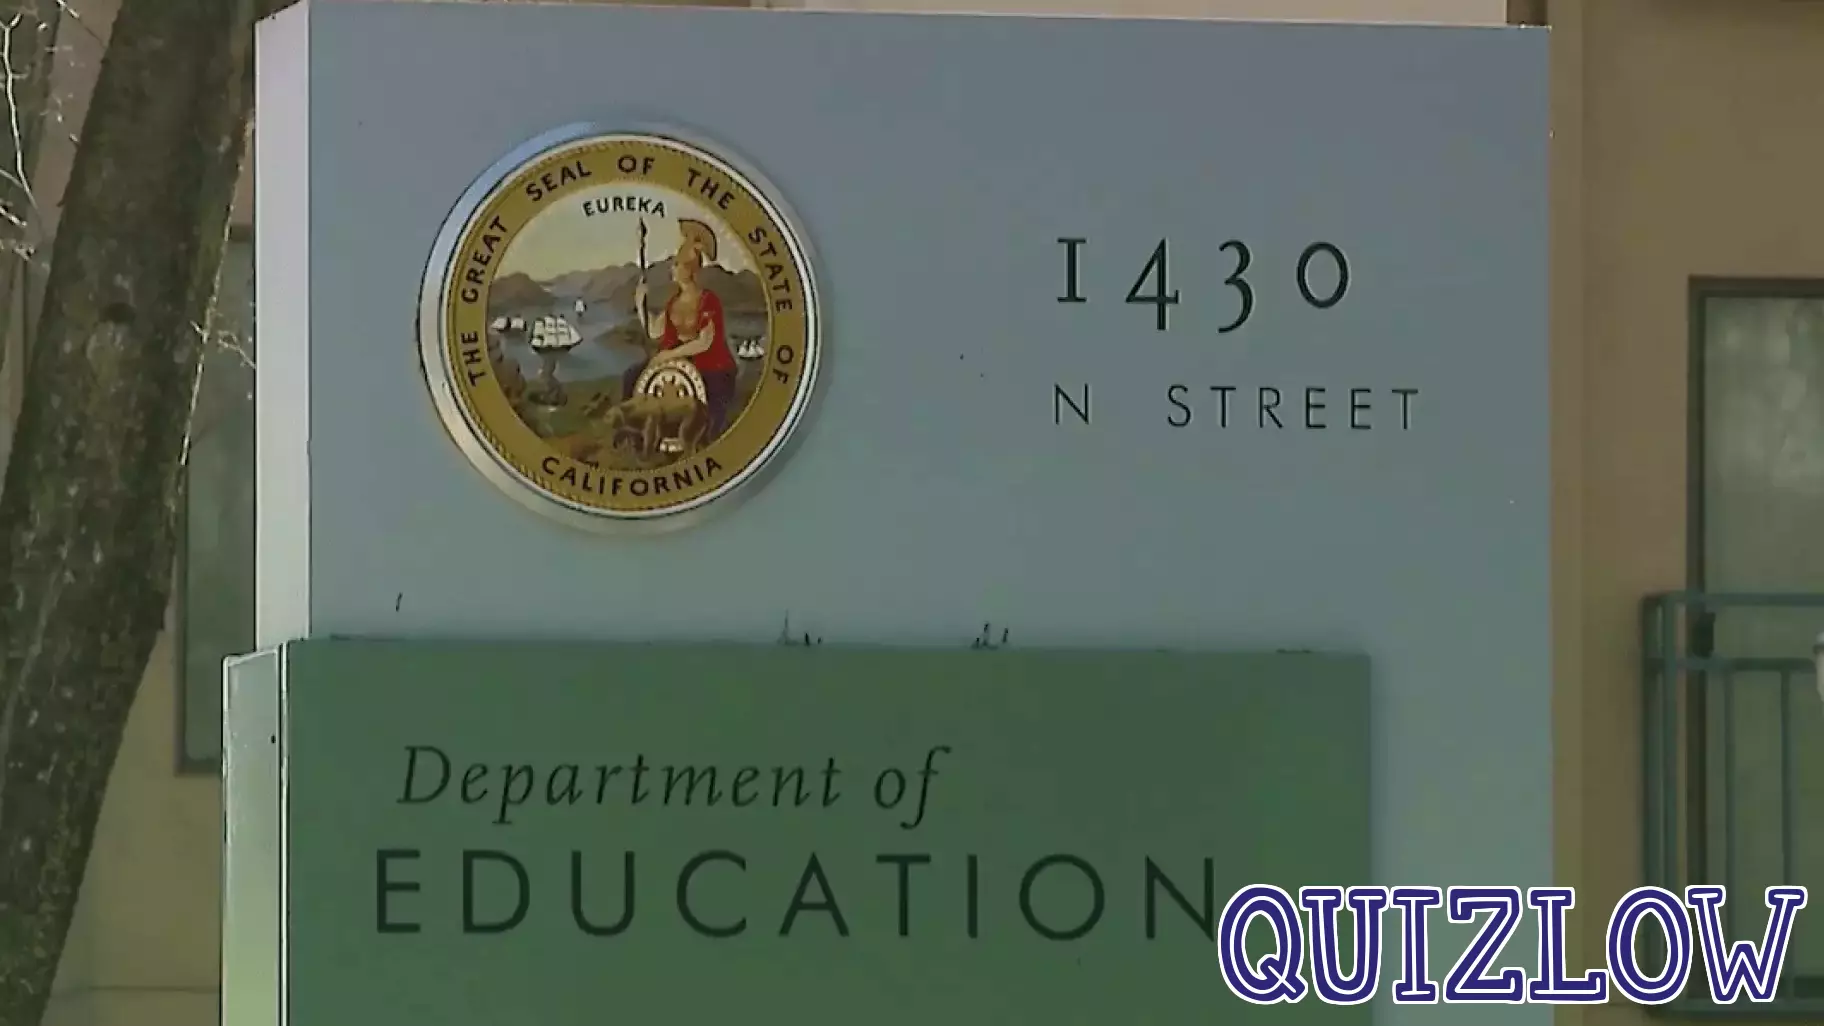 THE GREAT SEAL OF THE STATE OF CALIFORNIA
EUREKA
1430
N STREET
Department of
EDUCATION
QUIZLOW